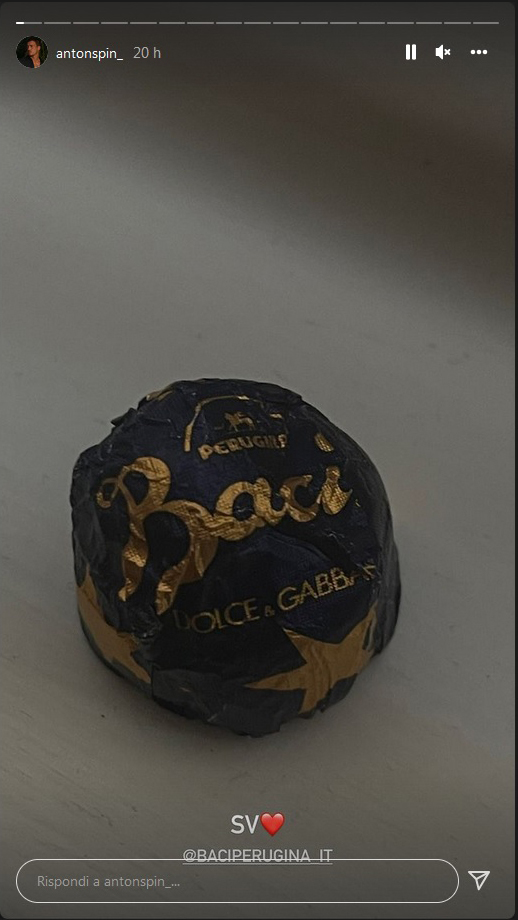 antonspin_ 20 h
PERUGINA
Baci
DOLCE & GABBA
SV❤️
@BACIPERUGINA_IT
Rispondi a antonspin_...